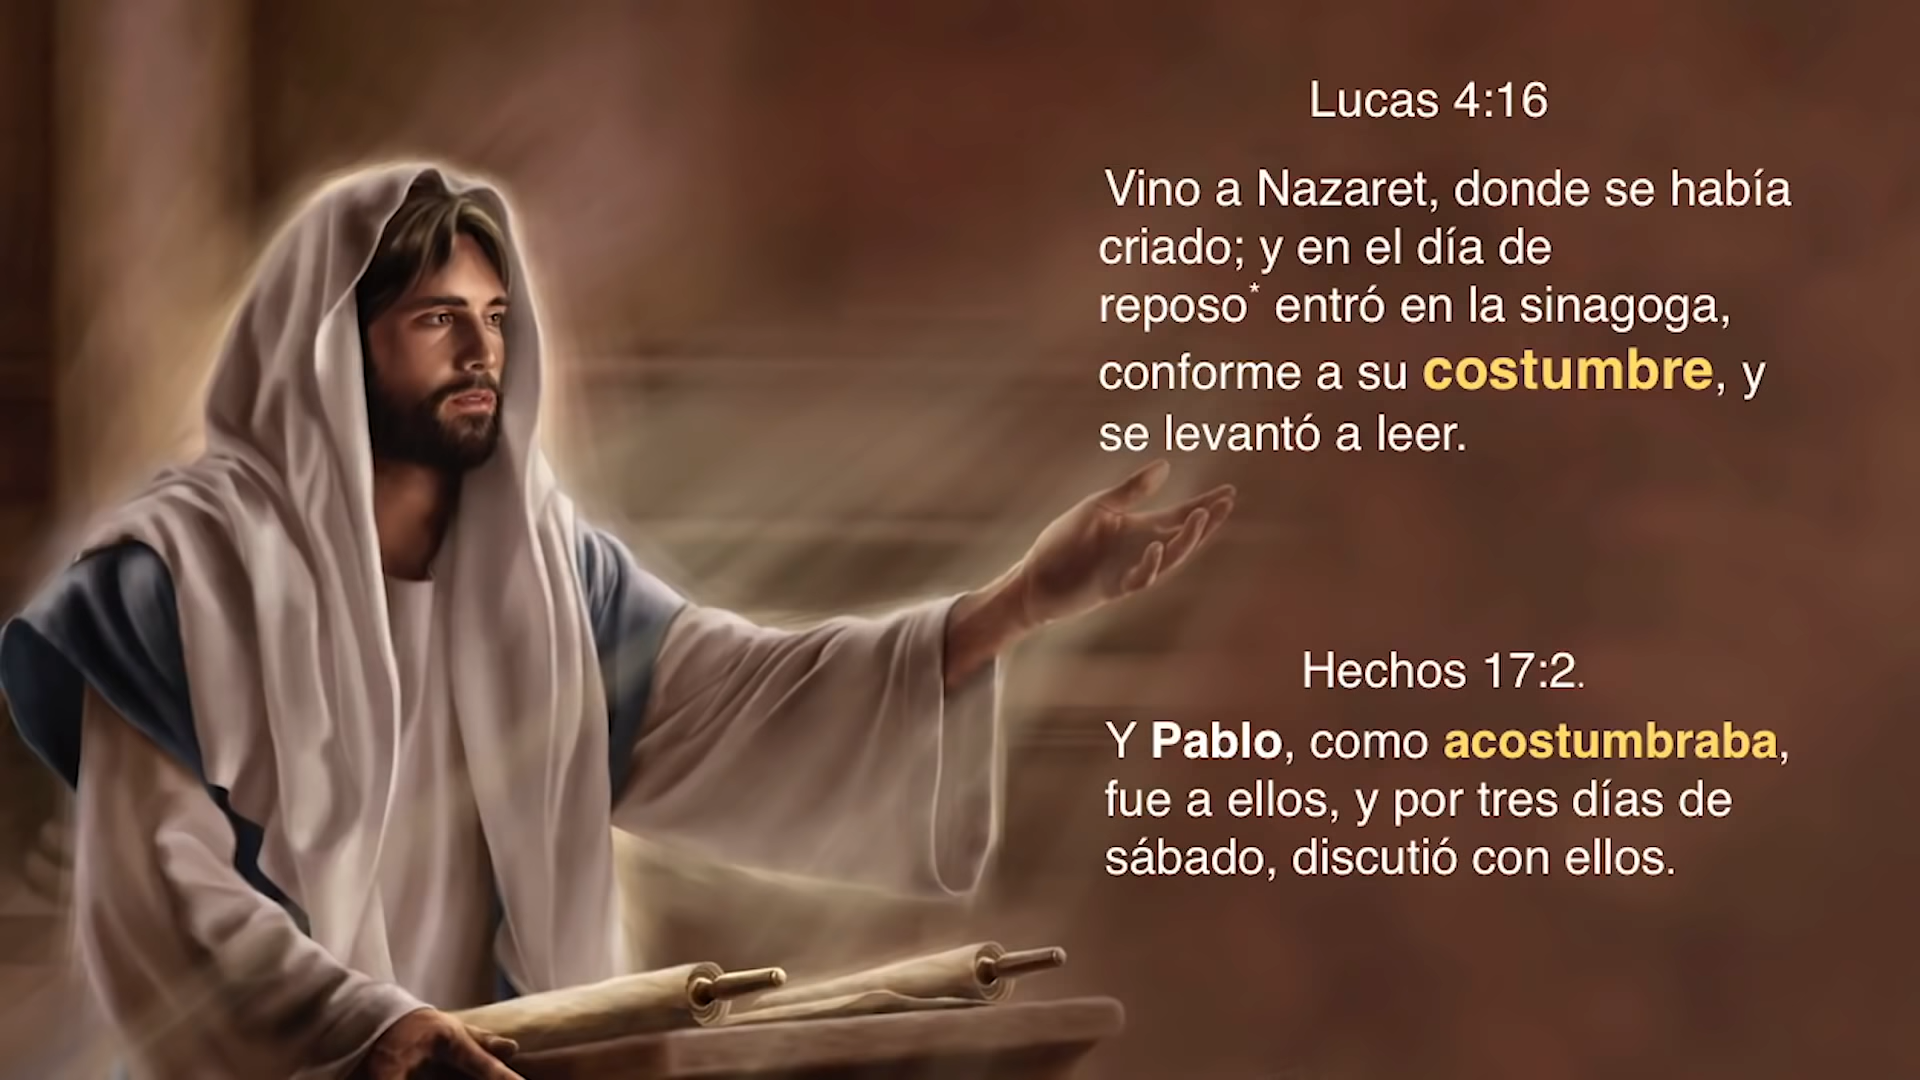 Lucas 4:16
Vino a Nazaret, donde se había
criado; y en el día de
reposo* entró en la sinagoga,
conforme a su costumbre, y
se levantó a leer.
Hechos 17:2.
Y Pablo, como acostumbraba,
fue a ellos, y por tres días de
sábado, discutió con ellos.